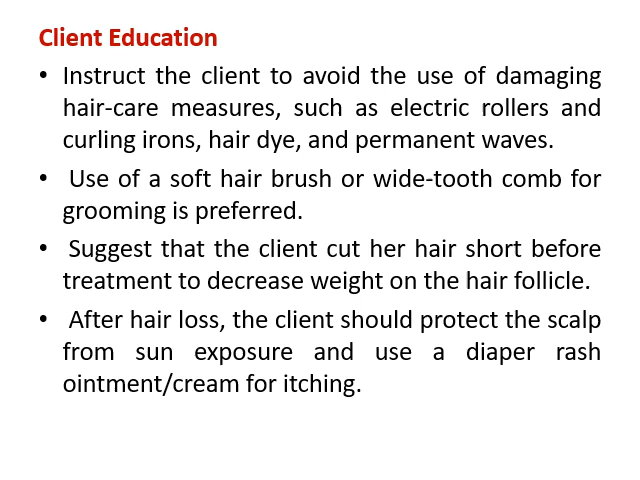 Client Education
• Instruct the client to avoid the use of damaging
hair-care measures, such as electric rollers and
curling irons, hair dye, and permanent waves.
• Use of a soft hair brush or wide-tooth comb for
grooming is preferred.
• Suggest that the client cut her hair short before
treatment to decrease weight on the hair follicle.
• After hair loss, the client should protect the scalp
from sun exposure and use a diaper rash
ointment/cream for itching.